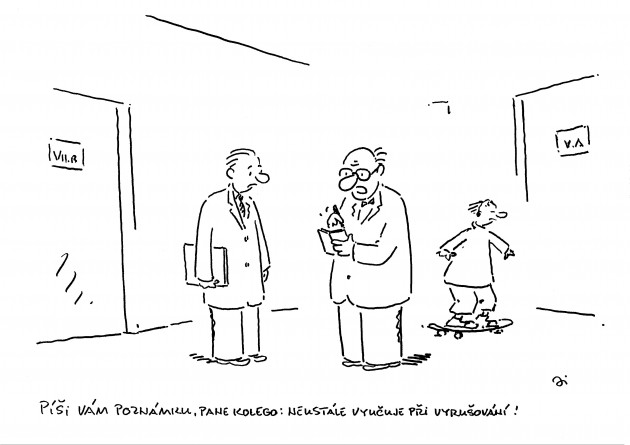 VII.B
V.A
PÍŠI VÁM POZNÁMKU, PANE KOLEGO: NEUSTÁLE VYUČUJE PŘI VYRUŠOVÁNÍ!